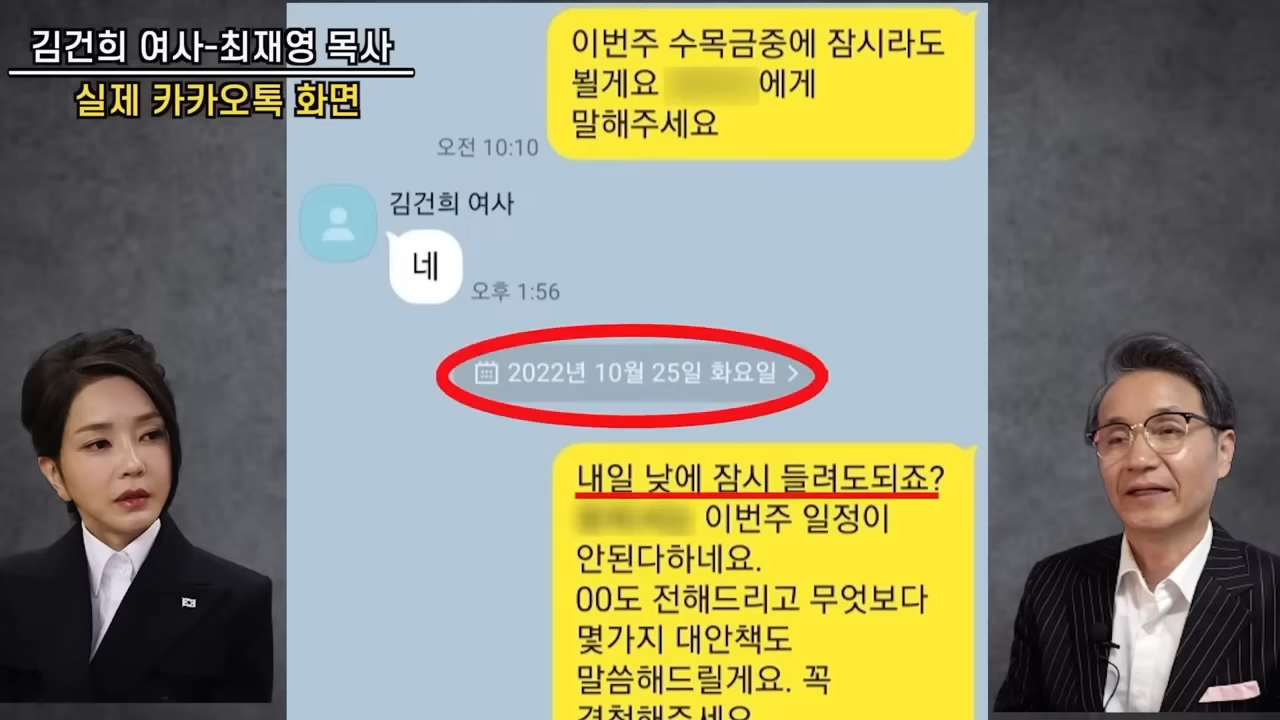 김건희 여사-최재영 목사
실제 카카오톡 화면
이번주 수목금중에 잠시라도
뵐게요 에게
말해주세요
오전 10:10
김건희 여사
네
오후 1:56
2022년 10월 25일 화요일 >
내일 낮에 잠시 들려도되죠?
이번주 일정이
안된다하네요.
00도 전해드리고 무엇보다
몇가지 대안책도
말씀해드릴게요. 꼭